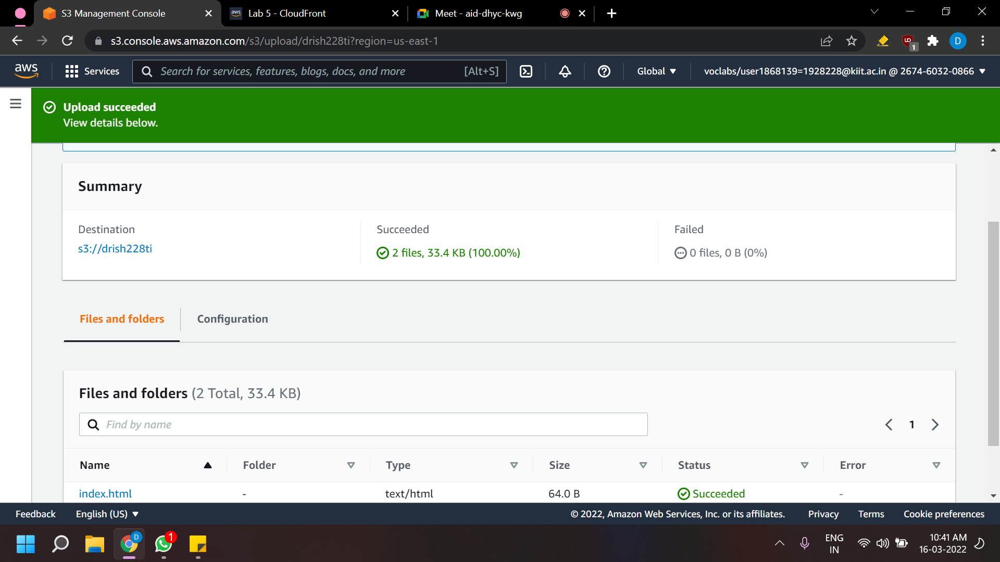 S3 Management Console
aws Lab 5 - CloudFront
Meet - aid-dhyc-kwg
s3.console.aws.amazon.com/s3/upload/drish228ti?region=us-east-1
1
D
aws
Services
Search for services, features, blogs, docs, and more [Alt+S]
Global
voclabs/user1868139=1928228@kiit.ac.in @ 2674-6032-0866
Upload succeeded
View details below.
Summary
Destination
s3://drish228ti
Succeeded
2 files, 33.4 KB (100.00%)
Failed
0 files, 0 B (0%)
Files and folders
Configuration
Files and folders (2 Total, 33.4 KB)
Find by name
1
Name Folder Type Size Status Error
index.html - text/html 64.0 B Succeeded -
Feedback English (US) © 2022, Amazon Web Services, Inc. or its affiliates. Privacy Terms Cookie preferences
D
1
ENG
IN
10:41 AM
16-03-2022